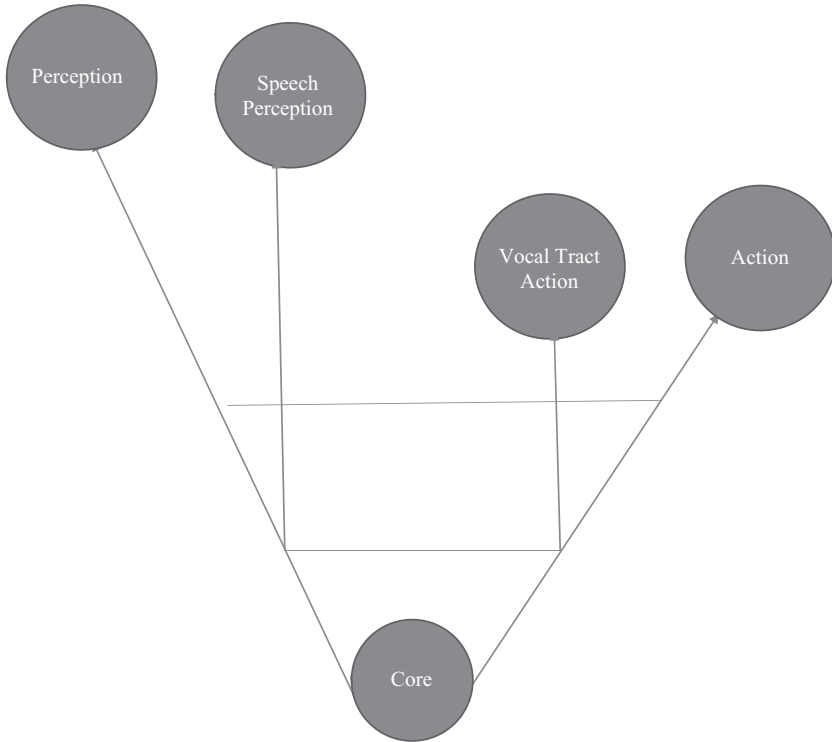 Perception
Speech
Perception
Vocal Tract
Action
Action
Core